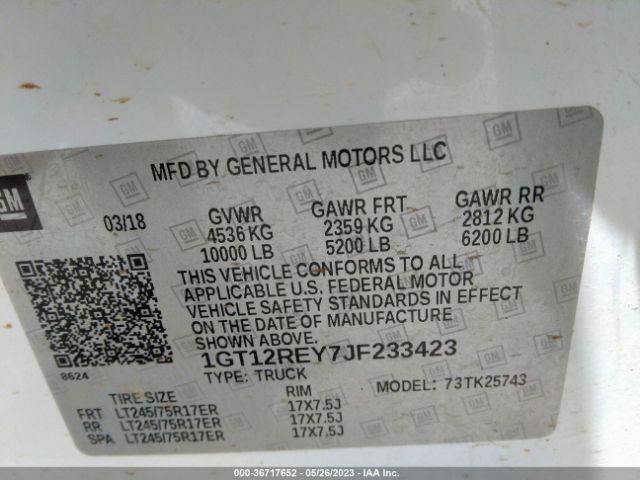 MFD BY GENERAL MOTORS LLC
GM
03/18 GVWR GAWR FRT GAWR RR
4536 KG 2359 KG 2812 KG
10000 LB 5200 LB 6200 LB
THIS VEHICLE CONFORMS TO ALL
APPLICABLE U.S. FEDERAL MOTOR
VEHICLE SAFETY STANDARDS IN EFFECT
ON THE DATE OF MANUFACTURE
SHOWN ABOVE.
1GT12REY7JF233423
8624
TYPE: TRUCK MODEL: 73TK25743
TIRE SIZE RIM
FRT LT245/75R17ER 17X7.5J
RR LT245/75R17ER 17X7.5J
SPA LT245/75R17ER 17X7.5J
000-36717652 - 05/26/2023 - IAA Inc.